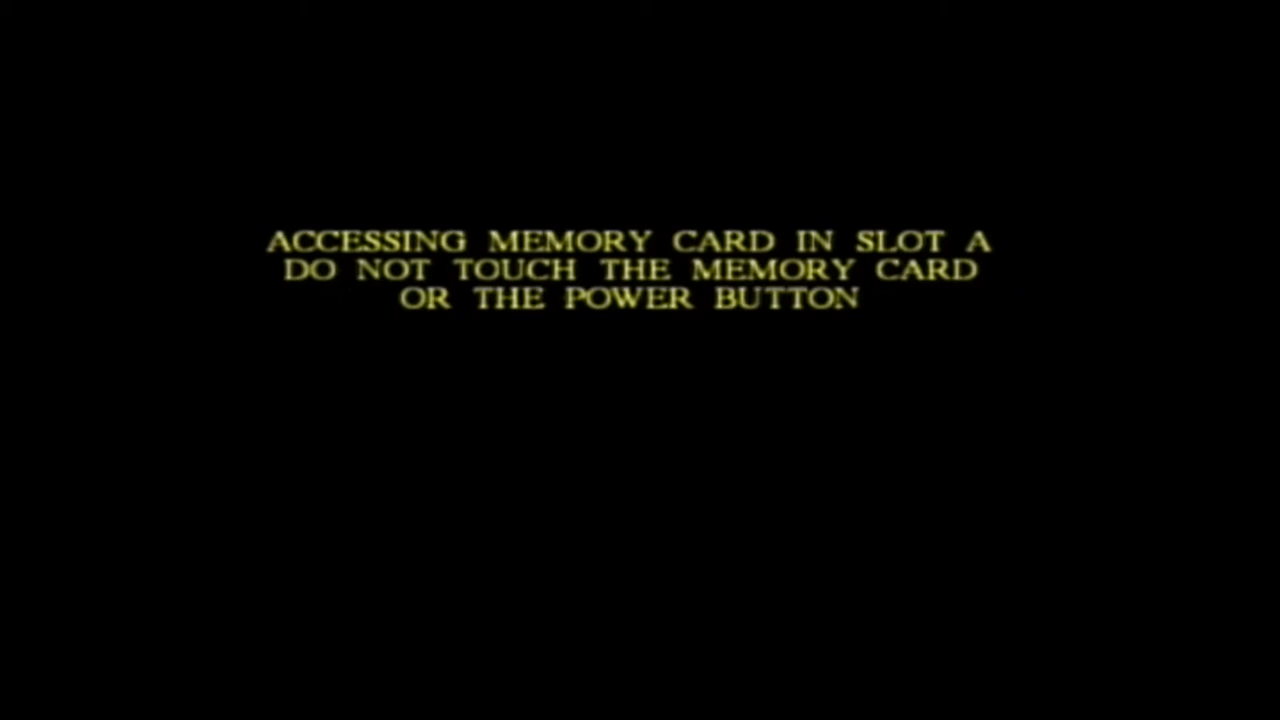 ACCESSING MEMORY CARD IN SLOT A
DO NOT TOUCH THE MEMORY CARD
OR THE POWER BUTTON